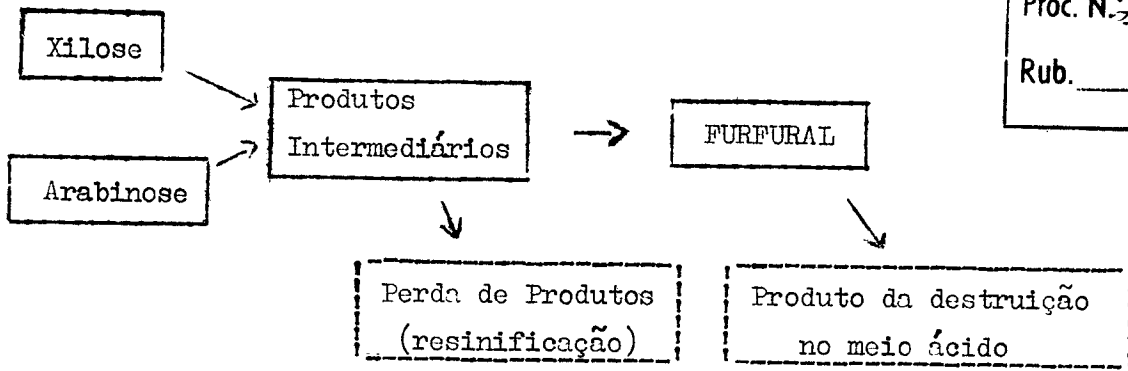 Proc. N.º
Rub.
Xilose
Produtos
Intermediários
FURFURAL
Arabinose
Perda de Produtos
(resinificação)
Produto da destruição
no meio ácido